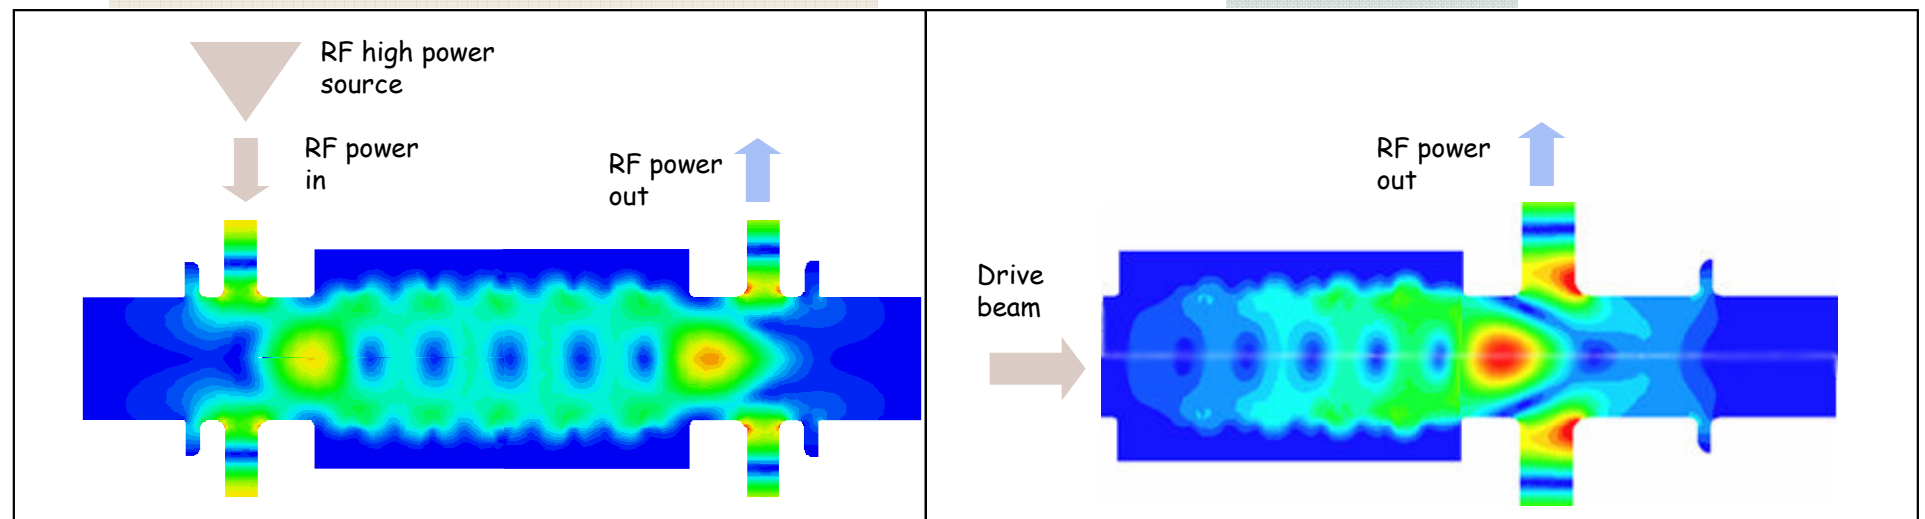 RF high power
source
RF power
in
RF power
out
RF power
out
Drive
beam